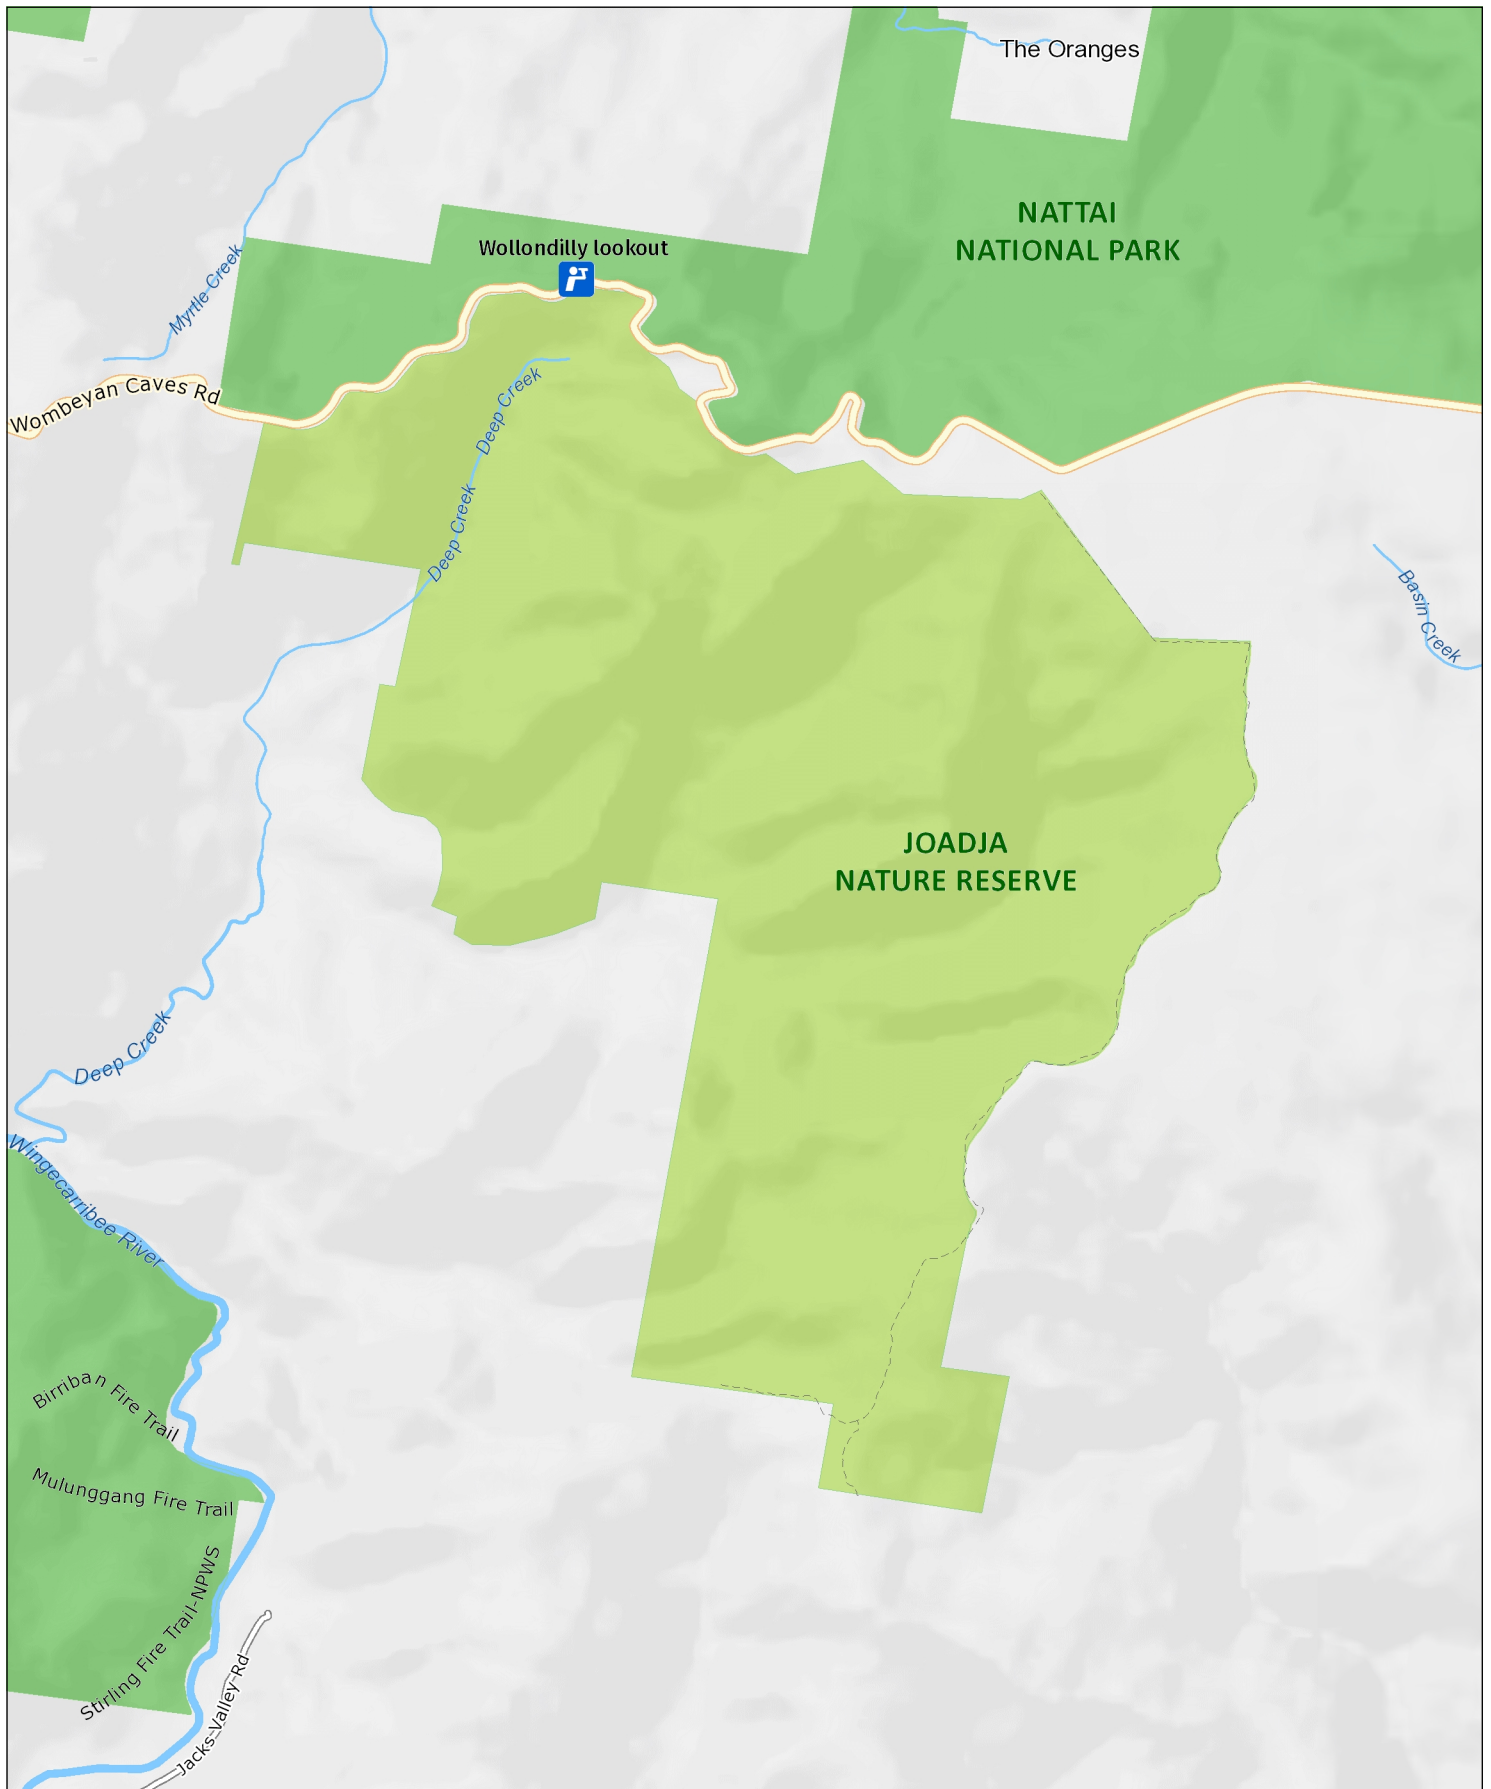 The Oranges
NATTAI
NATIONAL PARK
Wollondilly lookout
Myrtle Creek
Wombeyan Caves Rd
Deep Creek
Deep Creek
Basin Creek
JOADJA
NATURE RESERVE
Deep Creek
Wingecarribee River
Birriban Fire Trail
Mulunggang Fire Trail
Stirling Fire Trail-NPWS
Jacks-Valley-Rd